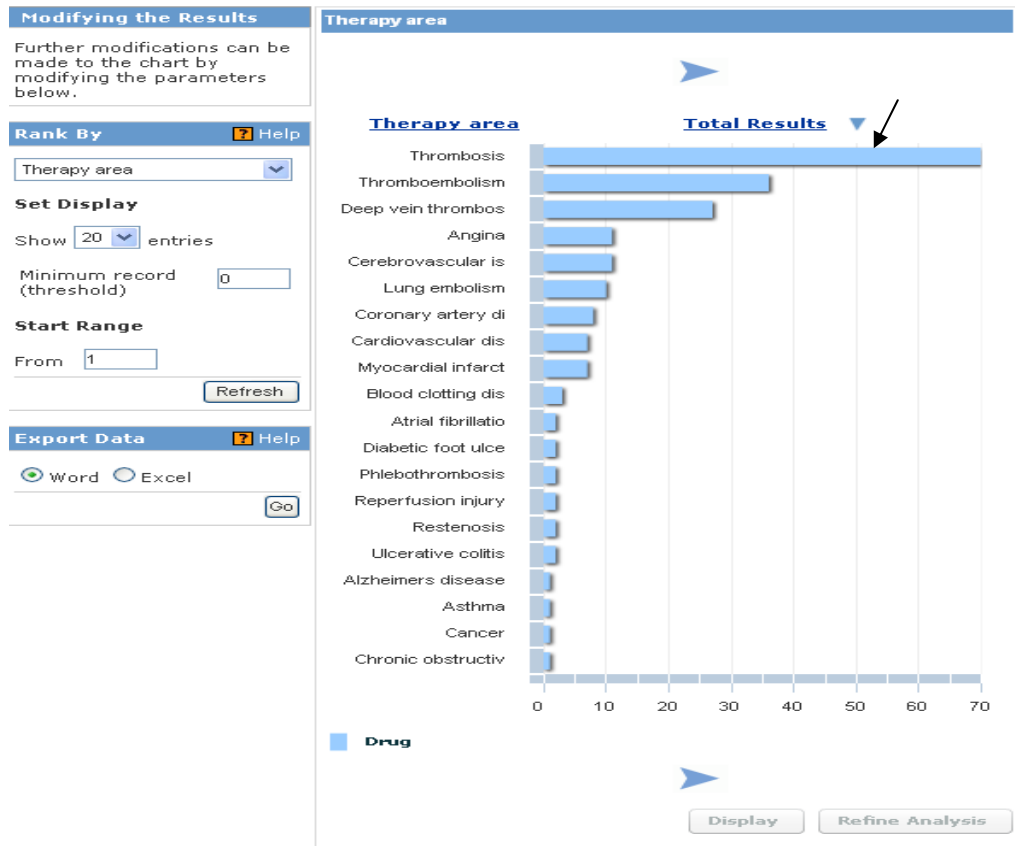 Modifying the Results
Further modifications can be
made to the chart by
modifying the parameters
below.
Rank By ? Help
Therapy area
Set Display
Show 20 entries
Minimum record
(threshold) 0
Start Range
From 1
Refresh
Export Data ? Help
Word Excel
Go
Therapy area
Therapy area Total Results
Thrombosis
Thromboembolism
Deep vein thrombos
Angina
Cerebrovascular is
Lung embolism
Coronary artery di
Cardiovascular dis
Myocardial infarct
Blood clotting dis
Atrial fibrillatio
Diabetic foot ulce
Phlebothrombosis
Reperfusion injury
Restenosis
Ulcerative colitis
Alzheimers disease
Asthma
Cancer
Chronic obstructiv
0 10 20 30 40 50 60 70
Drug
Display Refine Analysis